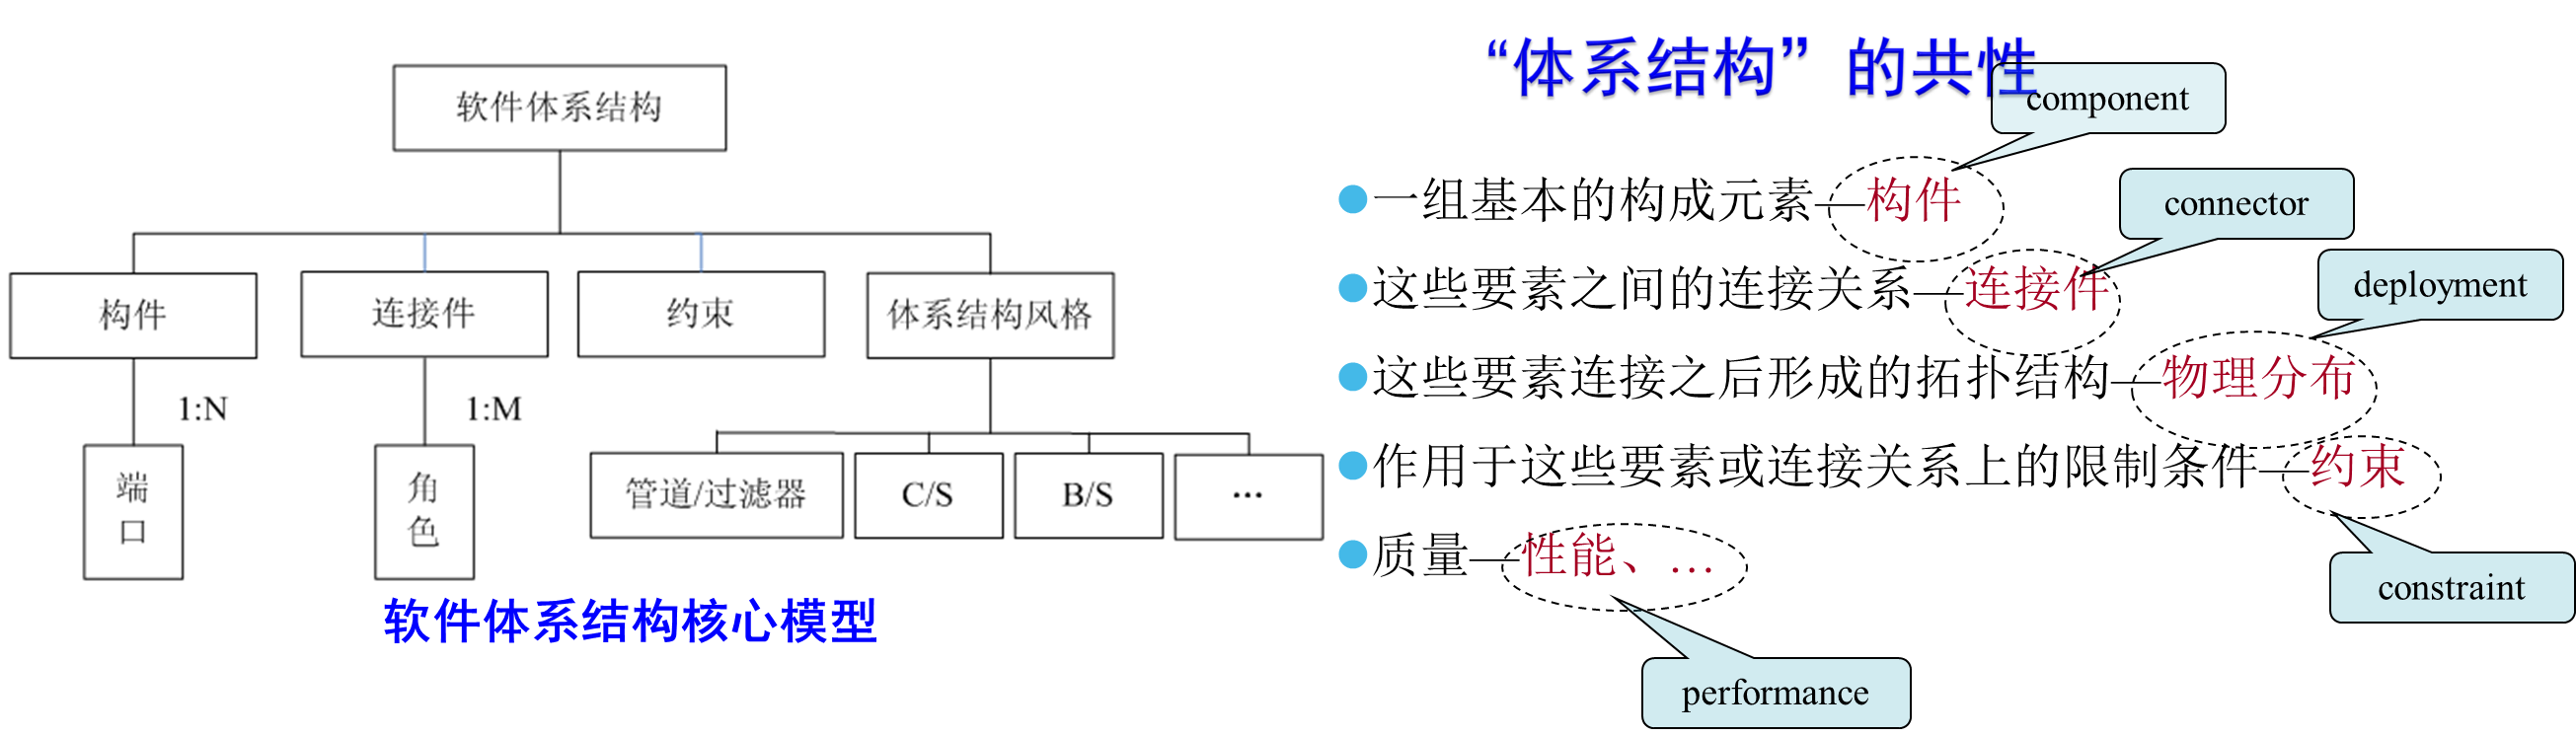 软件体系结构
构件
连接件
约束
体系结构风格
1:N
1:M
端
口
角
色
管道/过滤器
C/S
B/S
...
软件体系结构核心模型
“体系结构”的共性
component
一组基本的构成元素—构件
connector
这些要素之间的连接关系—连接件
deployment
这些要素连接之后形成的拓扑结构—物理分布
作用于这些要素或连接关系上的限制条件—约束
constraint
质量—性能、…
performance